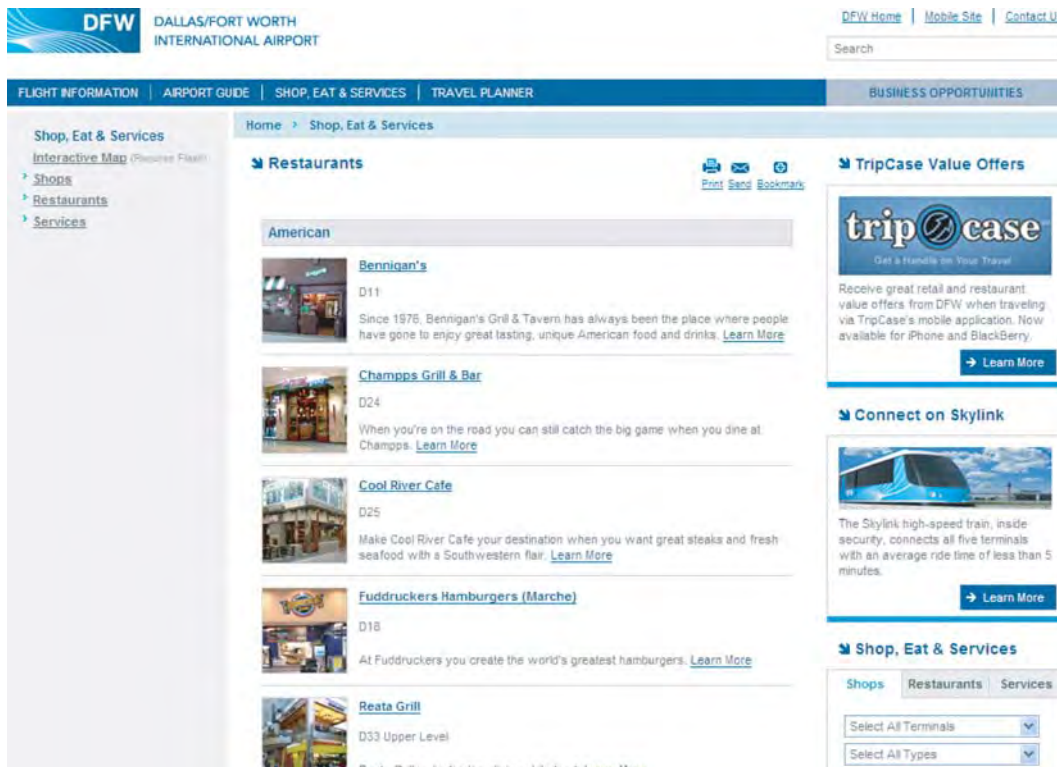 DFW
DALLAS/FORT WORTH
INTERNATIONAL AIRPORT
DFW Home | Mobile Site | Contact U
Search
FLIGHT INFORMATION | AIRPORT GUIDE | SHOP, EAT & SERVICES | TRAVEL PLANNER
BUSINESS OPPORTUNITIES
Shop, Eat & Services
Interactive Map (Requires Flash)
Shops
Restaurants
Services
Home > Shop, Eat & Services
Restaurants
Print Send Bookmark
American
Bennigan's
D11
Since 1976, Bennigan's Grill & Tavern has always been the place where people
have gone to enjoy great tasting, unique American food and drinks. Learn More
Champps Grill & Bar
D24
When you're on the road you can still catch the big game when you dine at
Champps. Learn More
Cool River Cafe
D25
Make Cool River Cafe your destination when you want great steaks and fresh
seafood with a Southwestern flair. Learn More
Fuddruckers Hamburgers (Marche)
D18
At Fuddruckers you create the world's greatest hamburgers. Learn More
Reata Grill
D33 Upper Level
TripCase Value Offers
tripcase
Get a Handle on Your Travel
Receive great retail and restaurant
value offers from DFW when traveling
via TripCase's mobile application. Now
available for iPhone and BlackBerry.
Learn More
Connect on Skylink
The Skylink high-speed train, inside
security, connects all five terminals
with an average ride time of less than 5
minutes.
Learn More
Shop, Eat & Services
Shops Restaurants Services
Select All Terminals
Select All Types